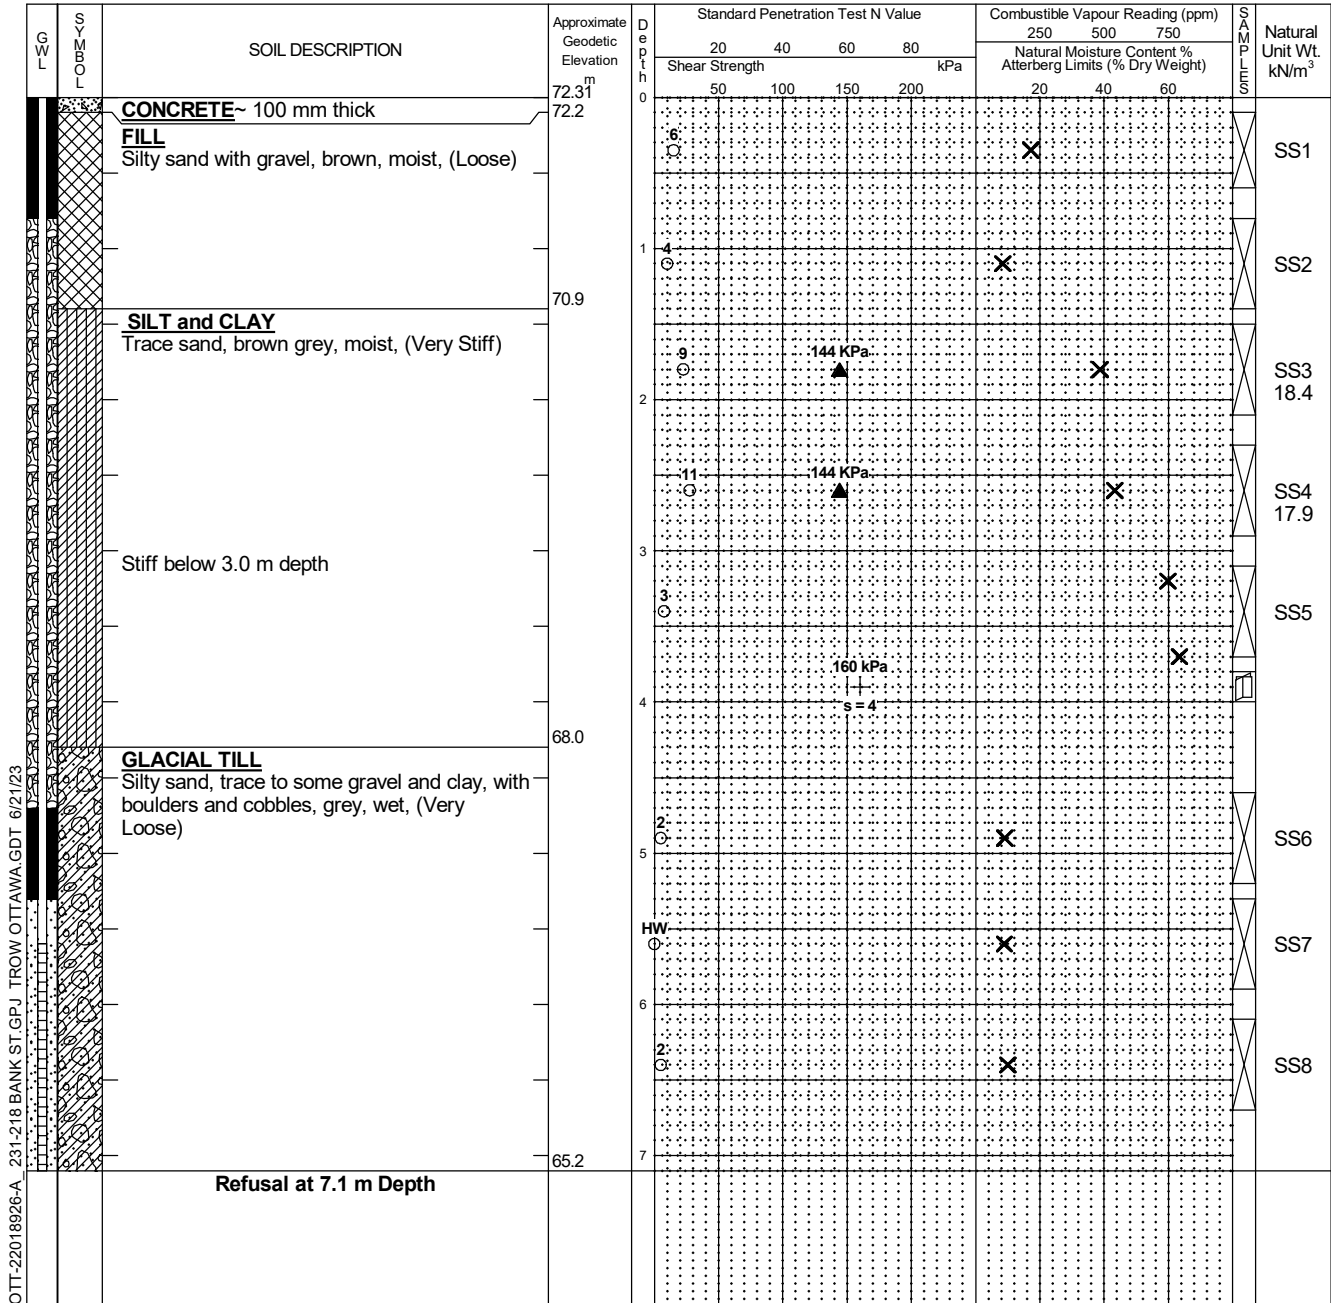 GWL
SYMBOL
SOIL DESCRIPTION
Approximate
Geodetic
Elevation
m
Depth
Standard Penetration Test N Value
20 40 60 80
Shear Strength kPa
50 100 150 200
Combustible Vapour Reading (ppm)
250 500 750
Natural Moisture Content %
Atterberg Limits (% Dry Weight)
20 40 60
SAMPLES
Natural
Unit Wt.
kN/m³
72.31
0
CONCRETE~ 100 mm thick
72.2
FILL
Silty sand with gravel, brown, moist, (Loose)
6
SS1
1
4
SS2
70.9
SILT and CLAY
Trace sand, brown grey, moist, (Very Stiff)
9
144 KPa
SS3
18.4
2
11
144 KPa
SS4
17.9
3
Stiff below 3.0 m depth
3
SS5
160 kPa
s = 4
4
68.0
GLACIAL TILL
Silty sand, trace to some gravel and clay, with
boulders and cobbles, grey, wet, (Very
Loose)
2
SS6
5
HW
SS7
6
2
SS8
7
65.2
Refusal at 7.1 m Depth
OTT-22018926-A_ 231-218 BANK ST.GPJ TROW OTTAWA.GDT 6/21/23